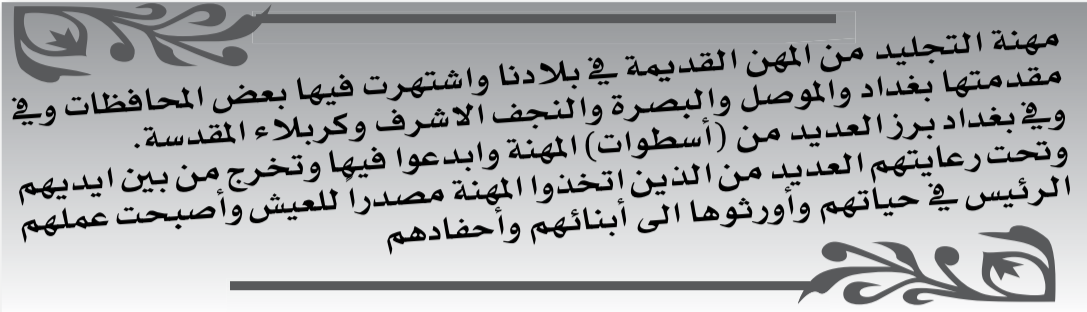 مهنة التجليد من المهن القديمة في بلادنا واشتهرت فيها بعض المحافظات وفي
مقدمتها بغداد والموصل والبصرة والنجف الاشرف وكربلاء المقدسة.
وفي بغداد برز العديد من (أسطوات) المهنة وابدعوا فيها وتخرج من بين ايديهم
وتحت رعايتهم العديد من الذين اتخذوا المهنة مصدراً للعيش وأصبحت عملهم
الرئيس في حياتهم وأورثوها الى أبنائهم وأحفادهم